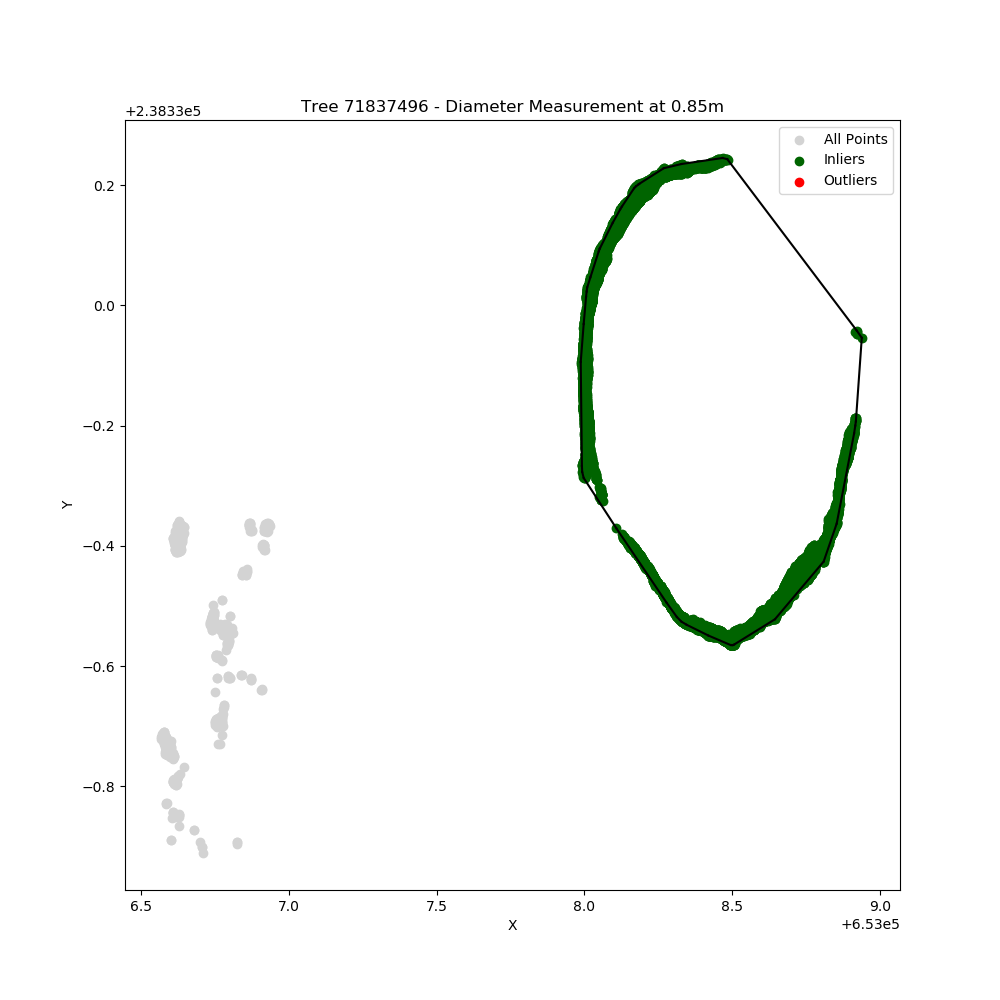 Tree 71837496 - Diameter Measurement at 0.85m
+2.3833e5
All Points
Inliers
Outliers
0.2
0.0
−0.2
−0.4
−0.6
−0.8
Y
6.5 7.0 7.5 8.0 8.5 9.0
X
+6.53e5